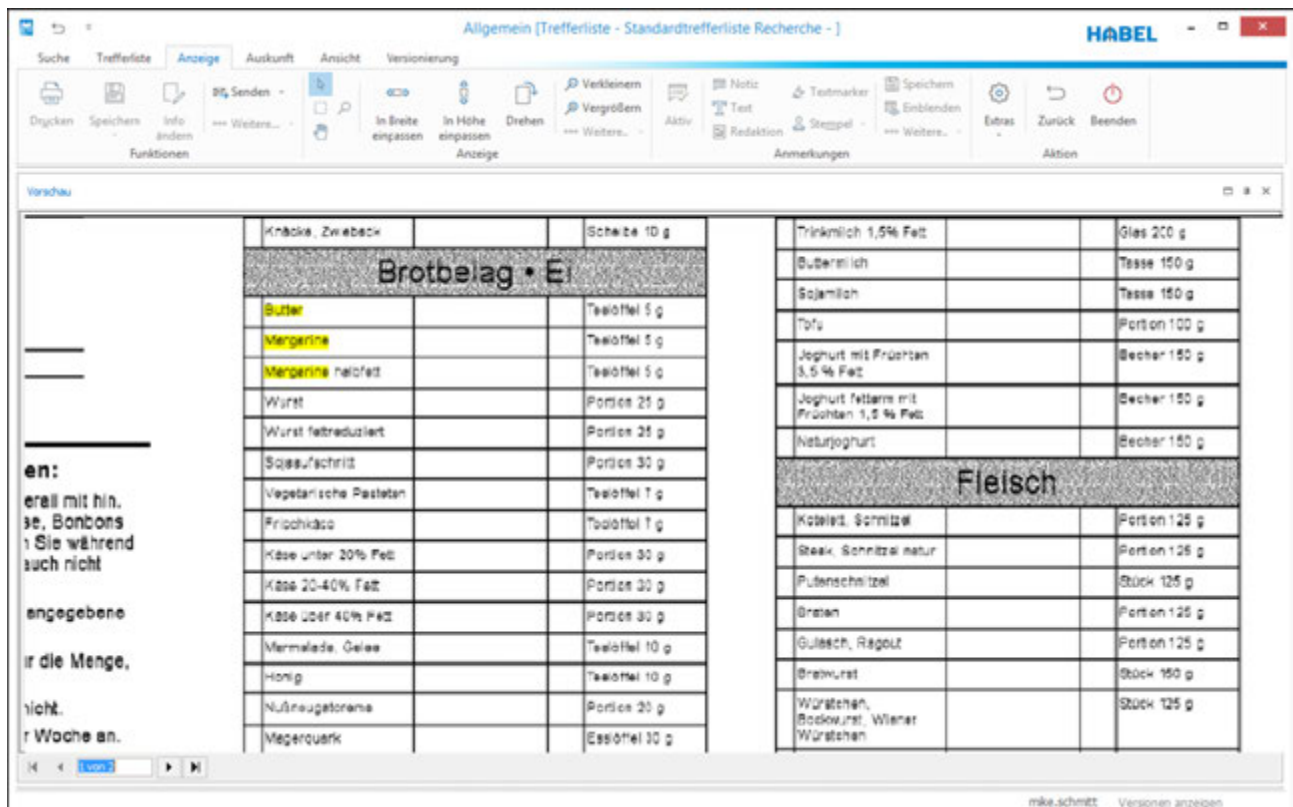 Allgemein [Trefferliste - Standardtrefferliste Recherche - ]
HABEL
Suche Trefferliste Anzeige Auskunft Ansicht Versionierung
Drucken Speichern Info ändern Senden Weitere...
In Breite einpassen In Höhe einpassen Drehen Verkleinern Vergrößern Weitere...
Aktiv Notiz Text Redaktion Textmarker Stempel Speichern Einblenden Weitere...
Extras Zurück Beenden
Funktionen Anzeige Anmerkungen Aktion
Vorschau
en:
erall mit hin.
se, Bonbons
n Sie während
auch nicht
angegebene
ur die Menge,
nicht.
r Woche an.
Knäcke, Zwieback Scheibe 10 g
Brotbelag • Ei
Butter Teelöffel 5 g
Margarine Teelöffel 5 g
Margarine halbfett Teelöffel 5 g
Wurst Portion 25 g
Wurst fettreduziert Portion 25 g
Sojaaufschnitt Portion 30 g
Vegetarische Pasteten Teelöffel 7 g
Frischkäse Teelöffel 7 g
Käse unter 20% Fett Portion 30 g
Käse 20-40% Fett Portion 30 g
Käse über 40% Fett Portion 30 g
Marmelade, Gelee Teelöffel 10 g
Honig Teelöffel 10 g
Nußnougatcreme Portion 20 g
Magerquark Esslöffel 30 g
Trinkmilch 1,5% Fett Glas 200 g
Buttermilch Tasse 150 g
Sojamilch Tasse 150 g
Tofu Portion 100 g
Joghurt mit Früchten Becher 150 g
3,5 % Fett
Joghurt fettarm mit Becher 150 g
Früchten 1,5 % Fett
Naturjoghurt Becher 150 g
Fleisch
Kotelett, Schnitzel Portion 125 g
Steak, Schnitzel natur Portion 125 g
Putenschnitzel Stück 125 g
Braten Portion 125 g
Gulasch, Ragout Portion 125 g
Bratwurst Stück 150 g
Würstchen, Stück 125 g
Bockwurst, Wiener
Würstchen
1 von 2
mike.schmitt Versionen anzeigen